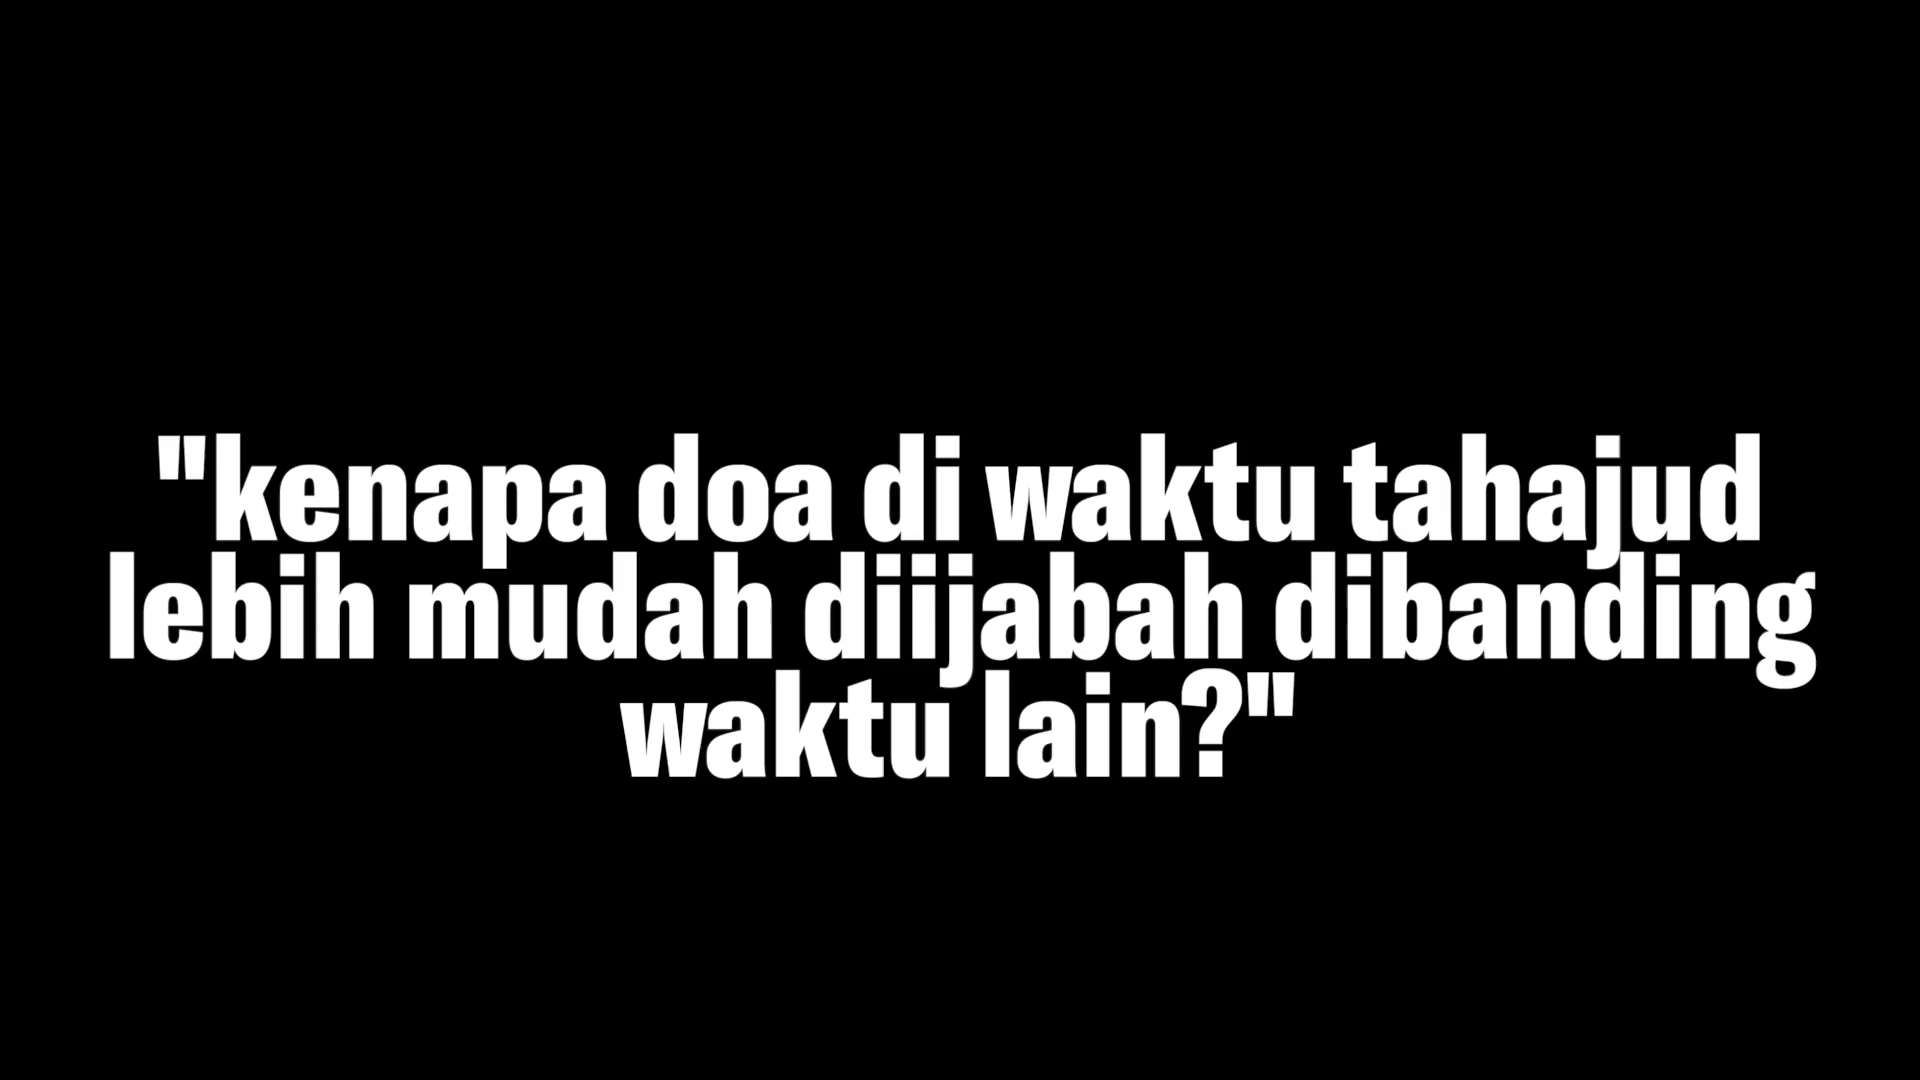 "kenapa doa di waktu tahajud
lebih mudah diijabah dibanding
waktu lain?"